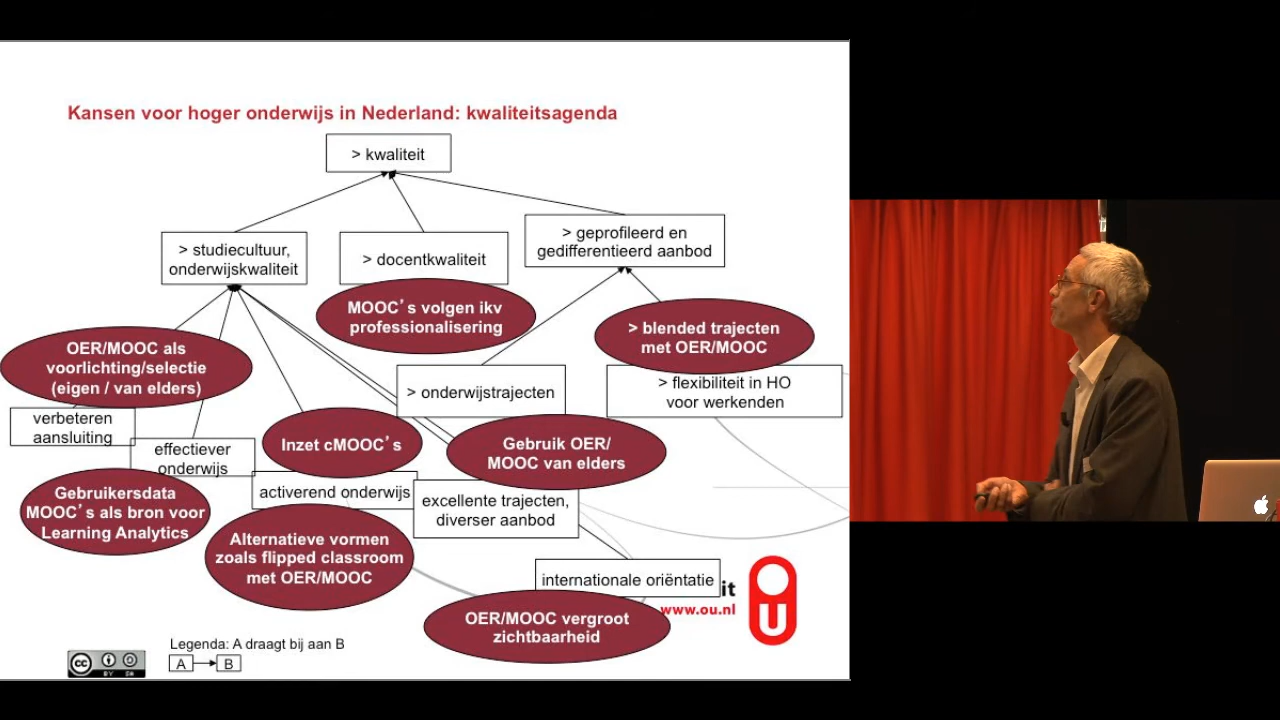 Kansen voor hoger onderwijs in Nederland: kwaliteitsagenda
> kwaliteit
> studiecultuur,
onderwijskwaliteit
> docentkwaliteit
> geprofileerd en
gedifferentieerd aanbod
MOOC's volgen ikv
professionalisering
> blended trajecten
met OER/MOOC
OER/MOOC als
voorlichting/selectie
(eigen / van elders)
> onderwijstrajecten
> flexibiliteit in HO
voor werkenden
verbeteren
aansluiting
effectiever
onderwijs
Inzet cMOOC's
Gebruik OER/
MOOC van elders
Gebruikersdata
MOOC's als bron voor
Learning Analytics
activerend onderwijs
excellente trajecten,
diverser aanbod
Alternatieve vormen
zoals flipped classroom
met OER/MOOC
internationale oriëntatie
it
www.ou.nl
OER/MOOC vergroot
zichtbaarheid
Legenda: A draagt bij aan B
A B
cc
BY
U